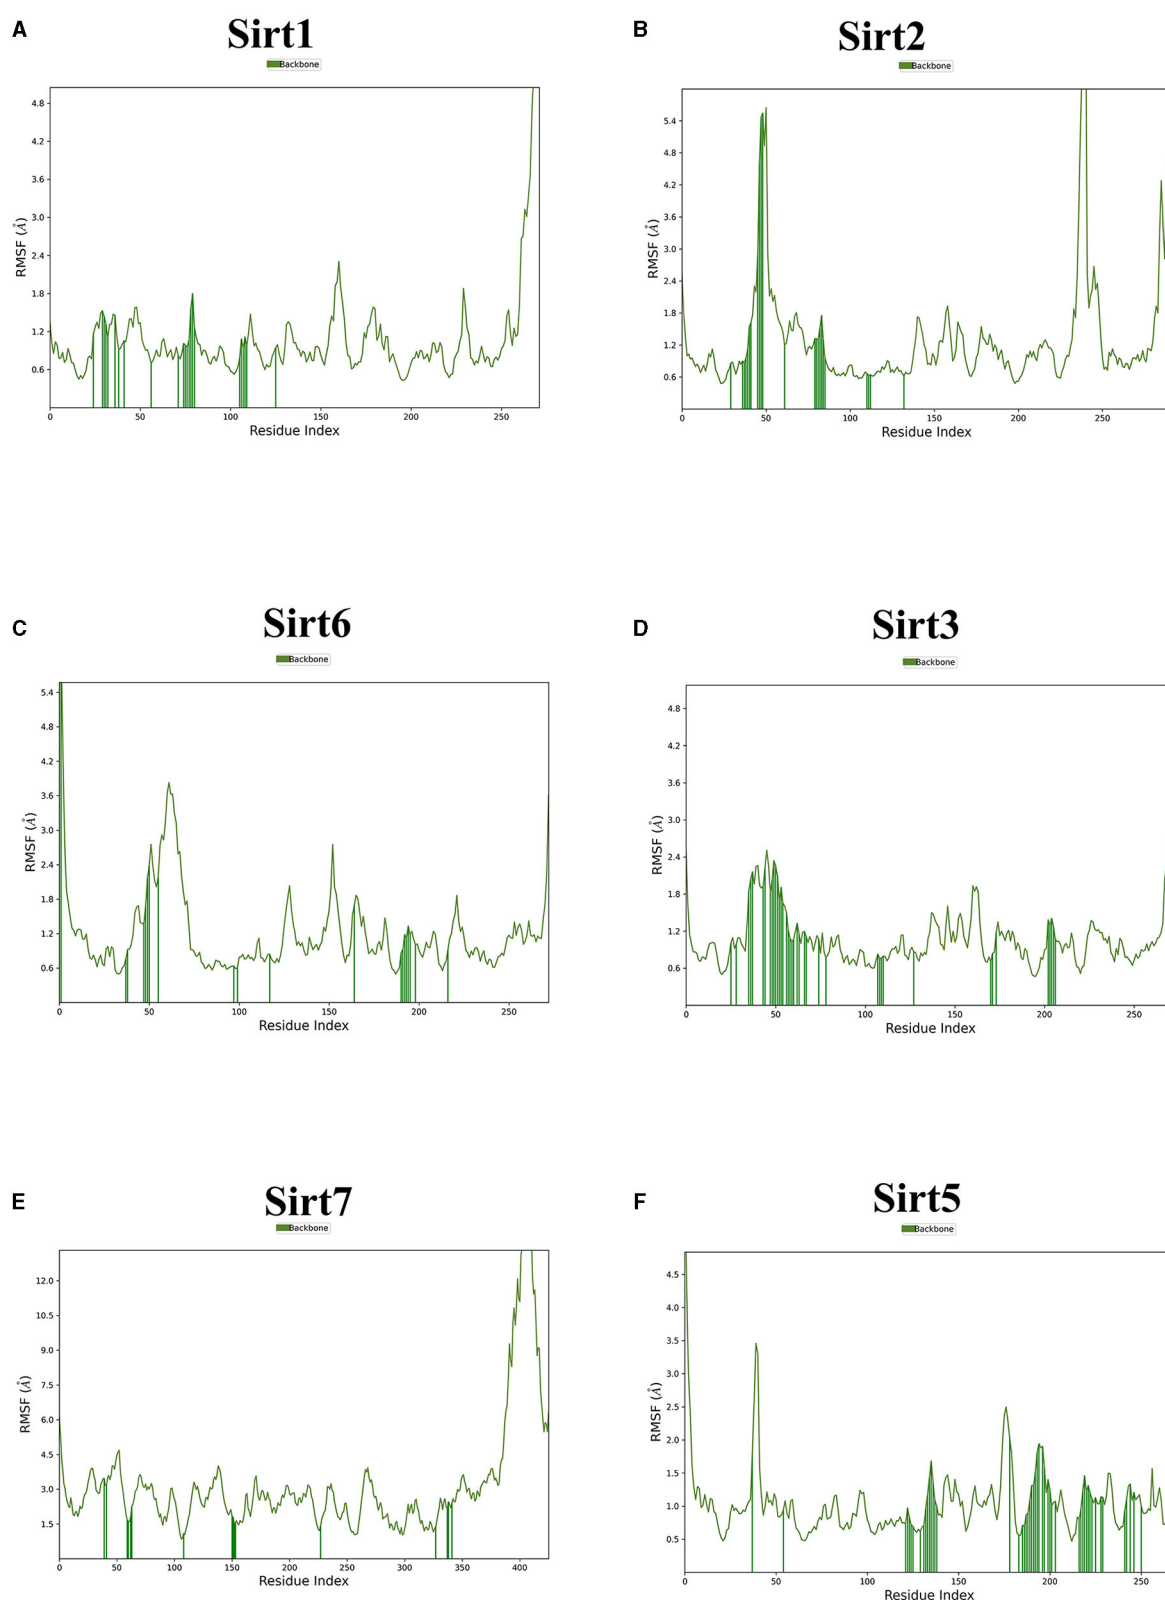 A
Sirt1
Backbone
4.8
4.2
3.6
3.0
2.4
1.8
1.2
0.6
RMSF (Å)
0 50 100 150 200 250
Residue Index
B
Sirt2
Backbone
5.4
4.8
4.2
3.6
3.0
2.4
1.8
1.2
0.6
RMSF (Å)
0 50 100 150 200 250
Residue Index
C
Sirt6
Backbone
5.4
4.8
4.2
3.6
3.0
2.4
1.8
1.2
0.6
RMSF (Å)
0 50 100 150 200 250
Residue Index
D
Sirt3
Backbone
4.8
4.2
3.6
3.0
2.4
1.8
1.2
0.6
RMSF (Å)
0 50 100 150 200 250
Residue Index
E
Sirt7
Backbone
12.0
10.5
9.0
7.5
6.0
4.5
3.0
1.5
RMSF (Å)
0 50 100 150 200 250 300 350 400
Residue Index
F
Sirt5
Backbone
4.5
4.0
3.5
3.0
2.5
2.0
1.5
1.0
0.5
RMSF (Å)
0 50 100 150 200 250
Residue Index